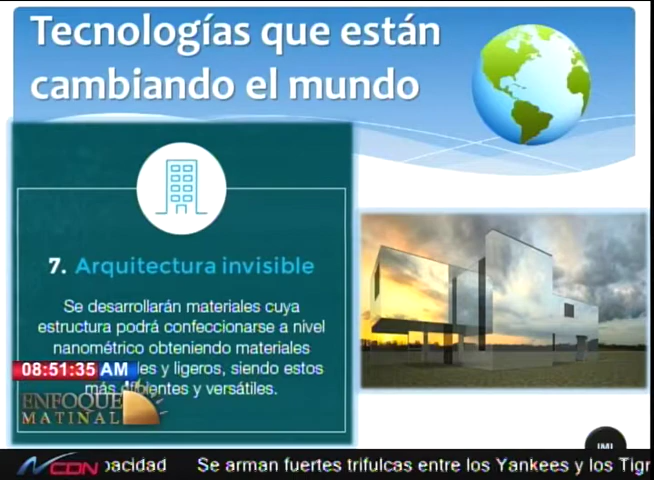 Tecnologías que están
cambiando el mundo
7. Arquitectura invisible
Se desarrollarán materiales cuya
estructura podrá confeccionarse a nivel
nanométrico obteniendo materiales
les y ligeros, siendo estos
más y versátiles.
08:51:35 AM
ENFOQUE
MATINAL
CDN pacidad Se arman fuertes trifulcas entre los Yankees y los Tigr